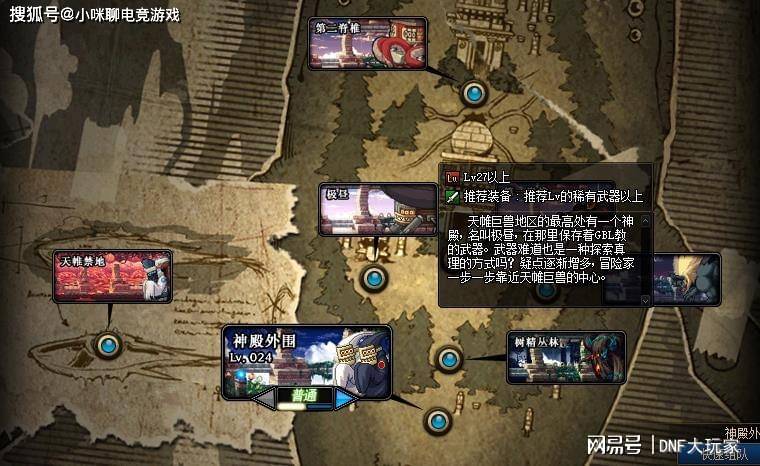 搜狐号@小咪聊电竞游戏
第二脊椎
Lv27以上
推荐装备：推荐Lv的稀有武器以上
极昼
天帷巨兽地区的最高处有一个神
殿，名叫极昼，在那里保存着GBL教
的武器。武器难道也是一种探索真
理的方式吗？疑点逐渐增多，冒险家
一步一步靠近天帷巨兽的中心。
天帷禁地
神殿外围
Lv. 024
树精丛林
普通
神殿外
网易号 | DNF大玩家
快速组队